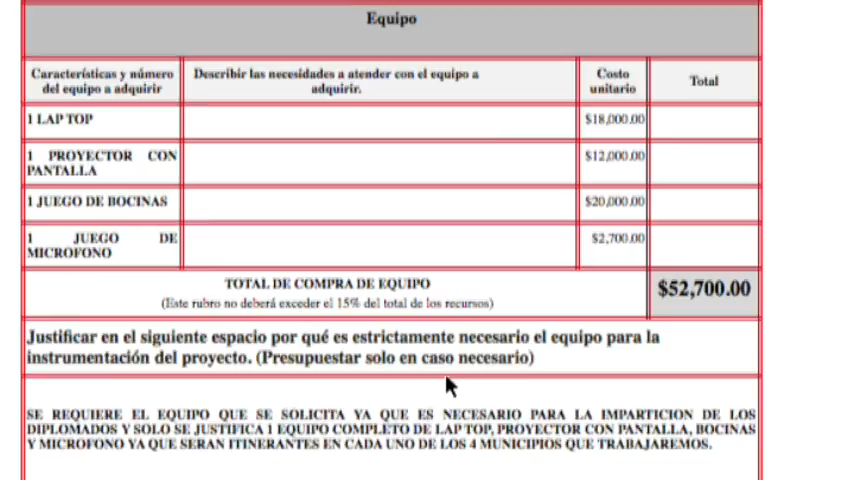 Equipo
Características y número del equipo a adquirir
Describir las necesidades a atender con el equipo a adquirir.
Costo unitario
Total
1 LAP TOP
$18,000.00
1 PROYECTOR CON PANTALLA
$12,000.00
1 JUEGO DE BOCINAS
$20,000.00
1 JUEGO DE MICROFONO
$2,700.00
TOTAL DE COMPRA DE EQUIPO
(Este rubro no deberá exceder el 15% del total de los recursos)
$52,700.00
Justificar en el siguiente espacio por qué es estrictamente necesario el equipo para la
instrumentación del proyecto. (Presupuestar solo en caso necesario)
SE REQUIERE EL EQUIPO QUE SE SOLICITA YA QUE ES NECESARIO PARA LA IMPARTICION DE LOS
DIPLOMADOS Y SOLO SE JUSTIFICA 1 EQUIPO COMPLETO DE LAP TOP, PROYECTOR CON PANTALLA, BOCINAS
Y MICROFONO YA QUE SERAN ITINERANTES EN CADA UNO DE LOS 4 MUNICIPIOS QUE TRABAJAREMOS.